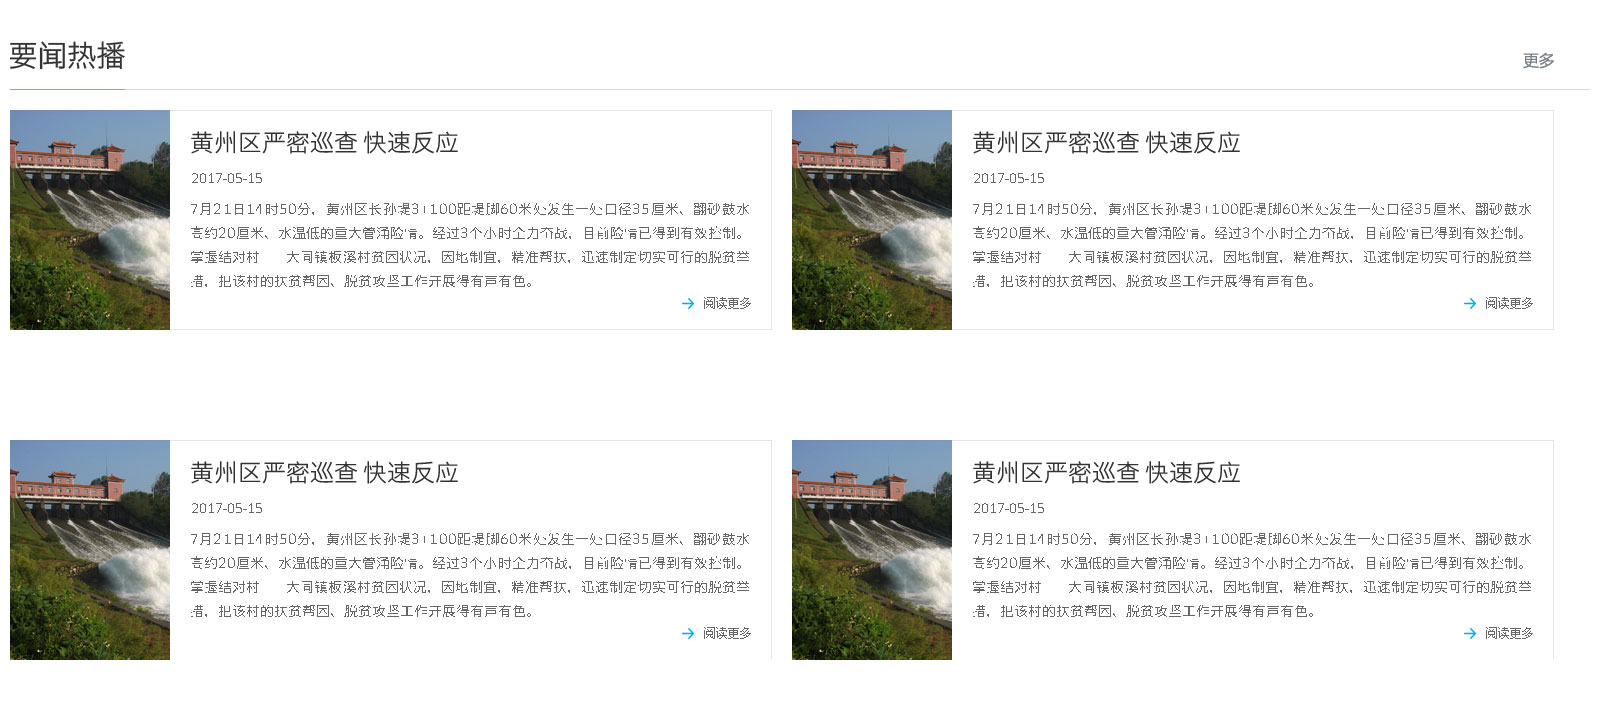 要闻热播
更多
黄州区严密巡查 快速反应
2017-05-15
7月21日14时50分，黄州区长孙堤3+100距堤脚60米处发生一处口径35厘米、翻砂鼓水
高约20厘米、水温低的重大管涌险情。经过3个小时全力奋战，目前险情已得到有效控制。
掌握结对村　　大同镇板溪村贫困状况，因地制宜，精准帮扶，迅速制定切实可行的脱贫举
措，把该村的扶贫帮困、脱贫攻坚工作开展得有声有色。
阅读更多
黄州区严密巡查 快速反应
2017-05-15
7月21日14时50分，黄州区长孙堤3+100距堤脚60米处发生一处口径35厘米、翻砂鼓水
高约20厘米、水温低的重大管涌险情。经过3个小时全力奋战，目前险情已得到有效控制。
掌握结对村　　大同镇板溪村贫困状况，因地制宜，精准帮扶，迅速制定切实可行的脱贫举
措，把该村的扶贫帮困、脱贫攻坚工作开展得有声有色。
阅读更多
黄州区严密巡查 快速反应
2017-05-15
7月21日14时50分，黄州区长孙堤3+100距堤脚60米处发生一处口径35厘米、翻砂鼓水
高约20厘米、水温低的重大管涌险情。经过3个小时全力奋战，目前险情已得到有效控制。
掌握结对村　　大同镇板溪村贫困状况，因地制宜，精准帮扶，迅速制定切实可行的脱贫举
措，把该村的扶贫帮困、脱贫攻坚工作开展得有声有色。
阅读更多
黄州区严密巡查 快速反应
2017-05-15
7月21日14时50分，黄州区长孙堤3+100距堤脚60米处发生一处口径35厘米、翻砂鼓水
高约20厘米、水温低的重大管涌险情。经过3个小时全力奋战，目前险情已得到有效控制。
掌握结对村　　大同镇板溪村贫困状况，因地制宜，精准帮扶，迅速制定切实可行的脱贫举
措，把该村的扶贫帮困、脱贫攻坚工作开展得有声有色。
阅读更多